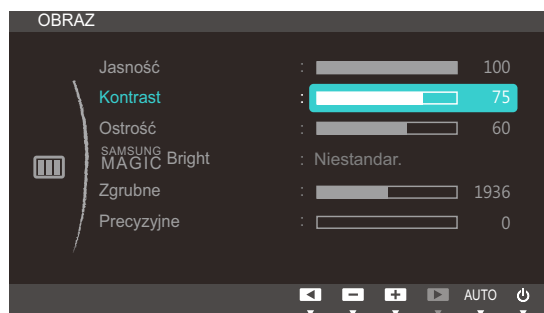 OBRAZ
Jasność : 100
Kontrast : 75
Ostrość : 60
SAMSUNG MAGIC Bright : Niestandar.
Zgrubne : 1936
Precyzyjne : 0
AUTO